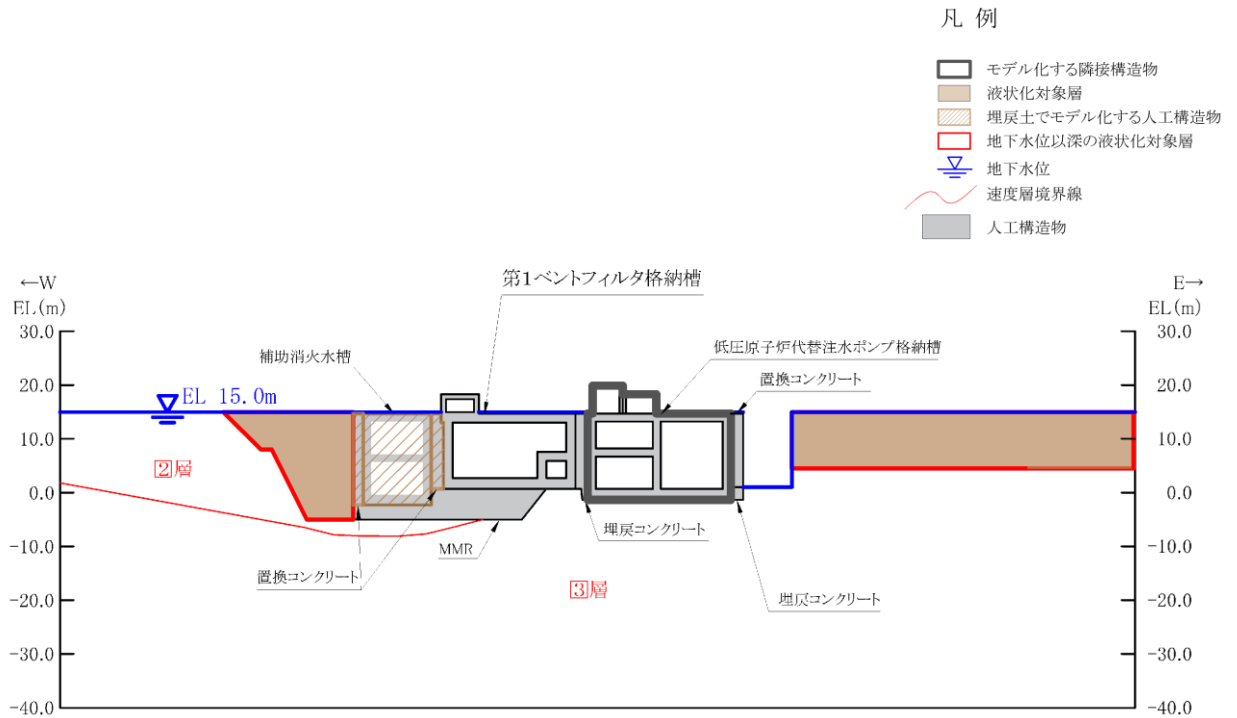 凡 例
モデル化する隣接構造物
液状化対象層
埋戻土でモデル化する人工構造物
地下水位以深の液状化対象層
地下水位
速度層境界線
人工構造物
←W
EL(m)
E→
EL(m)
第1ベントフィルタ格納槽
補助消火水槽
低圧原子炉代替注水ポンプ格納槽
置換コンクリート
EL 15.0m
②層
③層
MMR
置換コンクリート
埋戻コンクリート
埋戻コンクリート
30.0
20.0
10.0
0.0
-10.0
-20.0
-30.0
-40.0
30.0
20.0
10.0
0.0
-10.0
-20.0
-30.0
-40.0